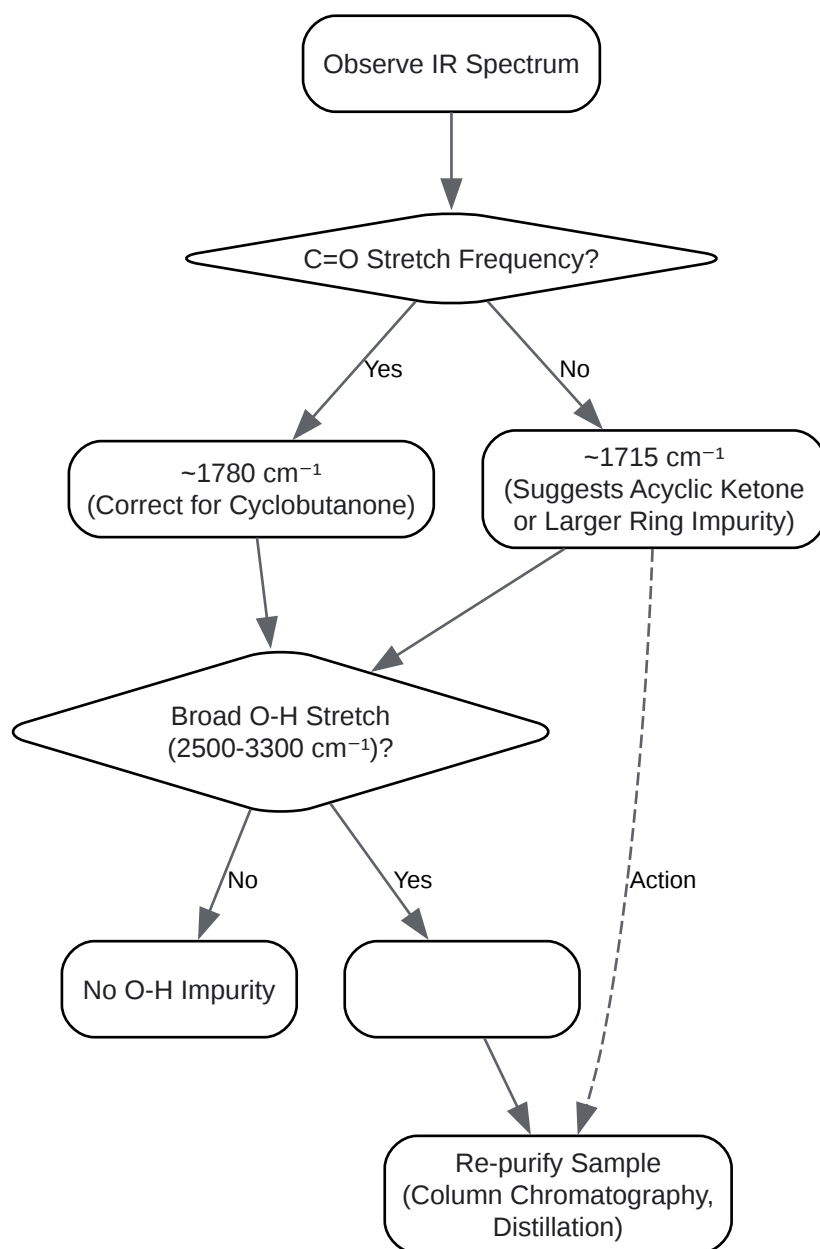 Observe IR Spectrum
C=O Stretch Frequency?
Yes
No
~1780 cm⁻¹
(Correct for Cyclobutanone)
~1715 cm⁻¹
(Suggests Acyclic Ketone
or Larger Ring Impurity)
Broad O-H Stretch
(2500-3300 cm⁻¹)?
No
Yes
Action
No O-H Impurity
Re-purify Sample
(Column Chromatography,
Distillation)